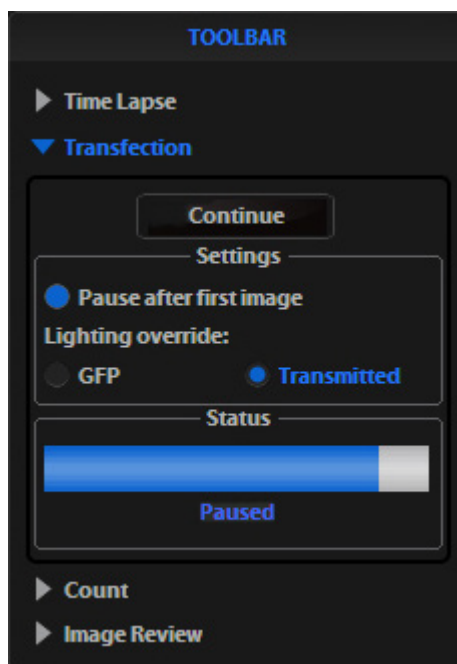 TOOLBAR
Time Lapse
Transfection
Continue
Settings
Pause after first image
Lighting override:
GFP Transmitted
Status
Paused
Count
Image Review